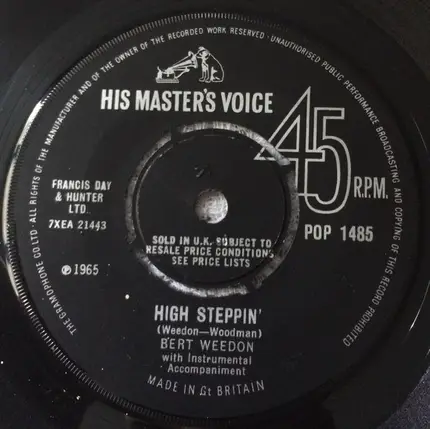 THE GRAMOPHONE CO LTD · ALL RIGHTS OF THE MANUFACTURER AND OF THE OWNER OF THE RECORDED WORK RESERVED · UNAUTHORISED PUBLIC PERFORMANCE BROADCASTING AND COPYING OF THIS RECORD PROHIBITED
HIS MASTER'S VOICE
45 R.P.M.
FRANCIS DAY
& HUNTER
LTD.
7XEA 21443
POP 1485
SOLD IN U.K. SUBJECT TO
RESALE PRICE CONDITIONS
SEE PRICE LISTS
℗ 1965
HIGH STEPPIN'
(Weedon—Woodman)
BERT WEEDON
with Instrumental
Accompaniment
MADE IN Gt BRITAIN